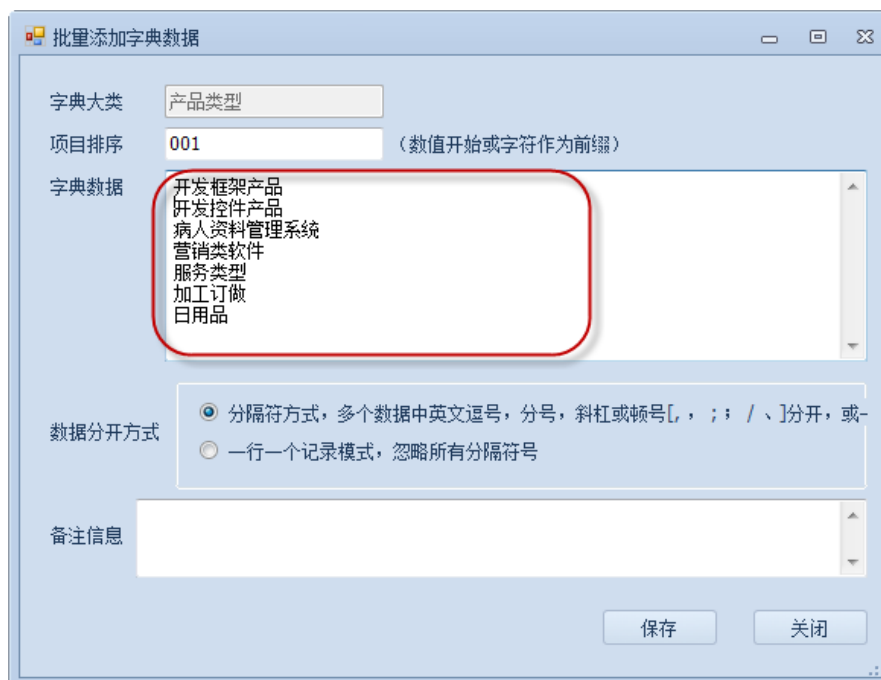 批量添加字典数据
字典大类 产品类型
项目排序 001 (数值开始或字符作为前缀)
字典数据 开发框架产品
开发控件产品
病人资料管理系统
营销类软件
服务类型
加工订做
日用品
数据分开方式
分隔符方式，多个数据中英文逗号，分号，斜杠或顿号[, ， ; ； / 、]分开，或
一行一个记录模式，忽略所有分隔符号
备注信息
保存 关闭